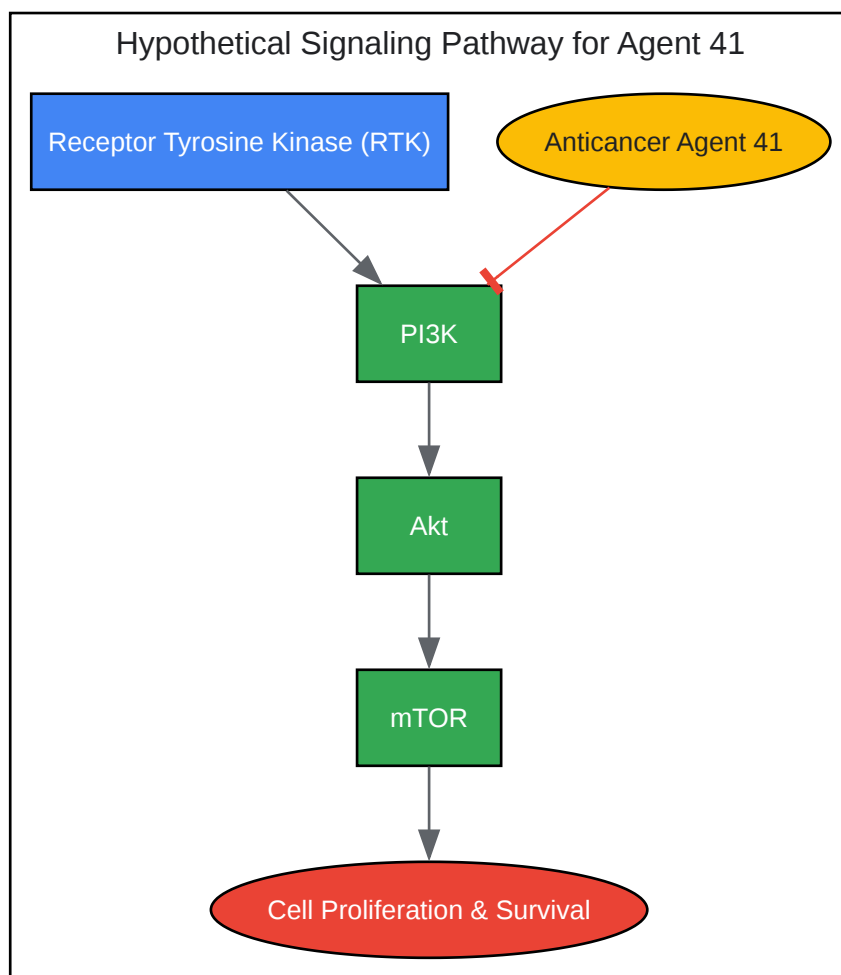 Hypothetical Signaling Pathway for Agent 41
Receptor Tyrosine Kinase (RTK)
Anticancer Agent 41
PI3K
Akt
mTOR
Cell Proliferation & Survival